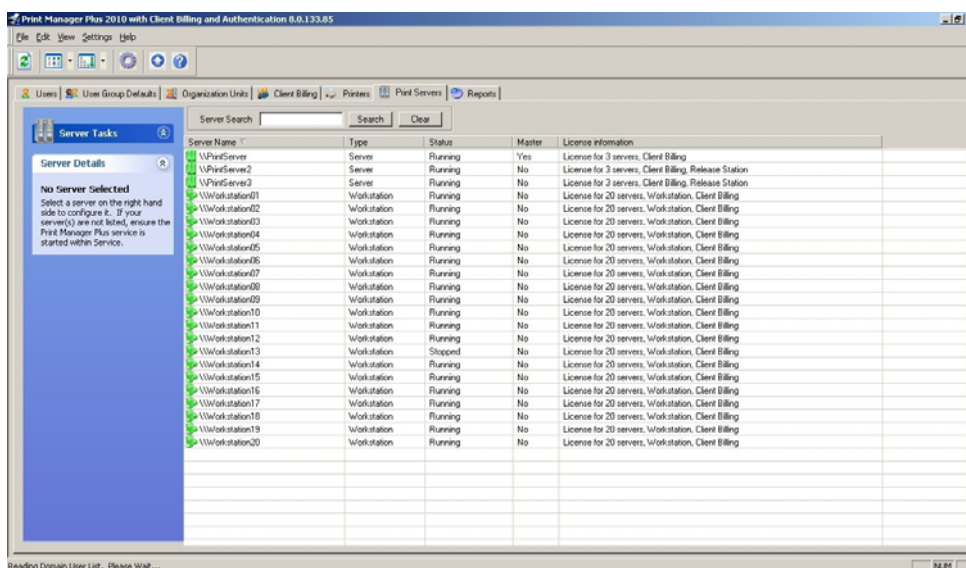 Print Manager Plus 2010 with Client Billing and Authentication 8.0.133.85
File Edit View Settings Help
Users User Group Defaults Organization Units Client Billing Printers Print Servers Reports
Server Tasks
Server Details
No Server Selected
Select a server on the right hand
side to configure it. If your
server(s) are not listed, ensure the
Print Manager Plus service is
started within Service.
Server Search Search Clear
Server Name Type Status Master License information
\\PrintServer Server Running Yes License for 3 servers, Client Billing
\\PrintServer2 Server Running No License for 3 servers, Client Billing, Release Station
\\PrintServer3 Server Running No License for 3 servers, Client Billing, Release Station
\\Workstation01 Workstation Running No License for 20 servers, Workstation, Client Billing
\\Workstation02 Workstation Running No License for 20 servers, Workstation, Client Billing
\\Workstation03 Workstation Running No License for 20 servers, Workstation, Client Billing
\\Workstation04 Workstation Running No License for 20 servers, Workstation, Client Billing
\\Workstation05 Workstation Running No License for 20 servers, Workstation, Client Billing
\\Workstation06 Workstation Running No License for 20 servers, Workstation, Client Billing
\\Workstation07 Workstation Running No License for 20 servers, Workstation, Client Billing
\\Workstation08 Workstation Running No License for 20 servers, Workstation, Client Billing
\\Workstation09 Workstation Running No License for 20 servers, Workstation, Client Billing
\\Workstation10 Workstation Running No License for 20 servers, Workstation, Client Billing
\\Workstation11 Workstation Running No License for 20 servers, Workstation, Client Billing
\\Workstation12 Workstation Running No License for 20 servers, Workstation, Client Billing
\\Workstation13 Workstation Stopped No License for 20 servers, Workstation, Client Billing
\\Workstation14 Workstation Running No License for 20 servers, Workstation, Client Billing
\\Workstation15 Workstation Running No License for 20 servers, Workstation, Client Billing
\\Workstation16 Workstation Running No License for 20 servers, Workstation, Client Billing
\\Workstation17 Workstation Running No License for 20 servers, Workstation, Client Billing
\\Workstation18 Workstation Running No License for 20 servers, Workstation, Client Billing
\\Workstation19 Workstation Running No License for 20 servers, Workstation, Client Billing
\\Workstation20 Workstation Running No License for 20 servers, Workstation, Client Billing
Reading Domain User List. Please Wait.... NUM